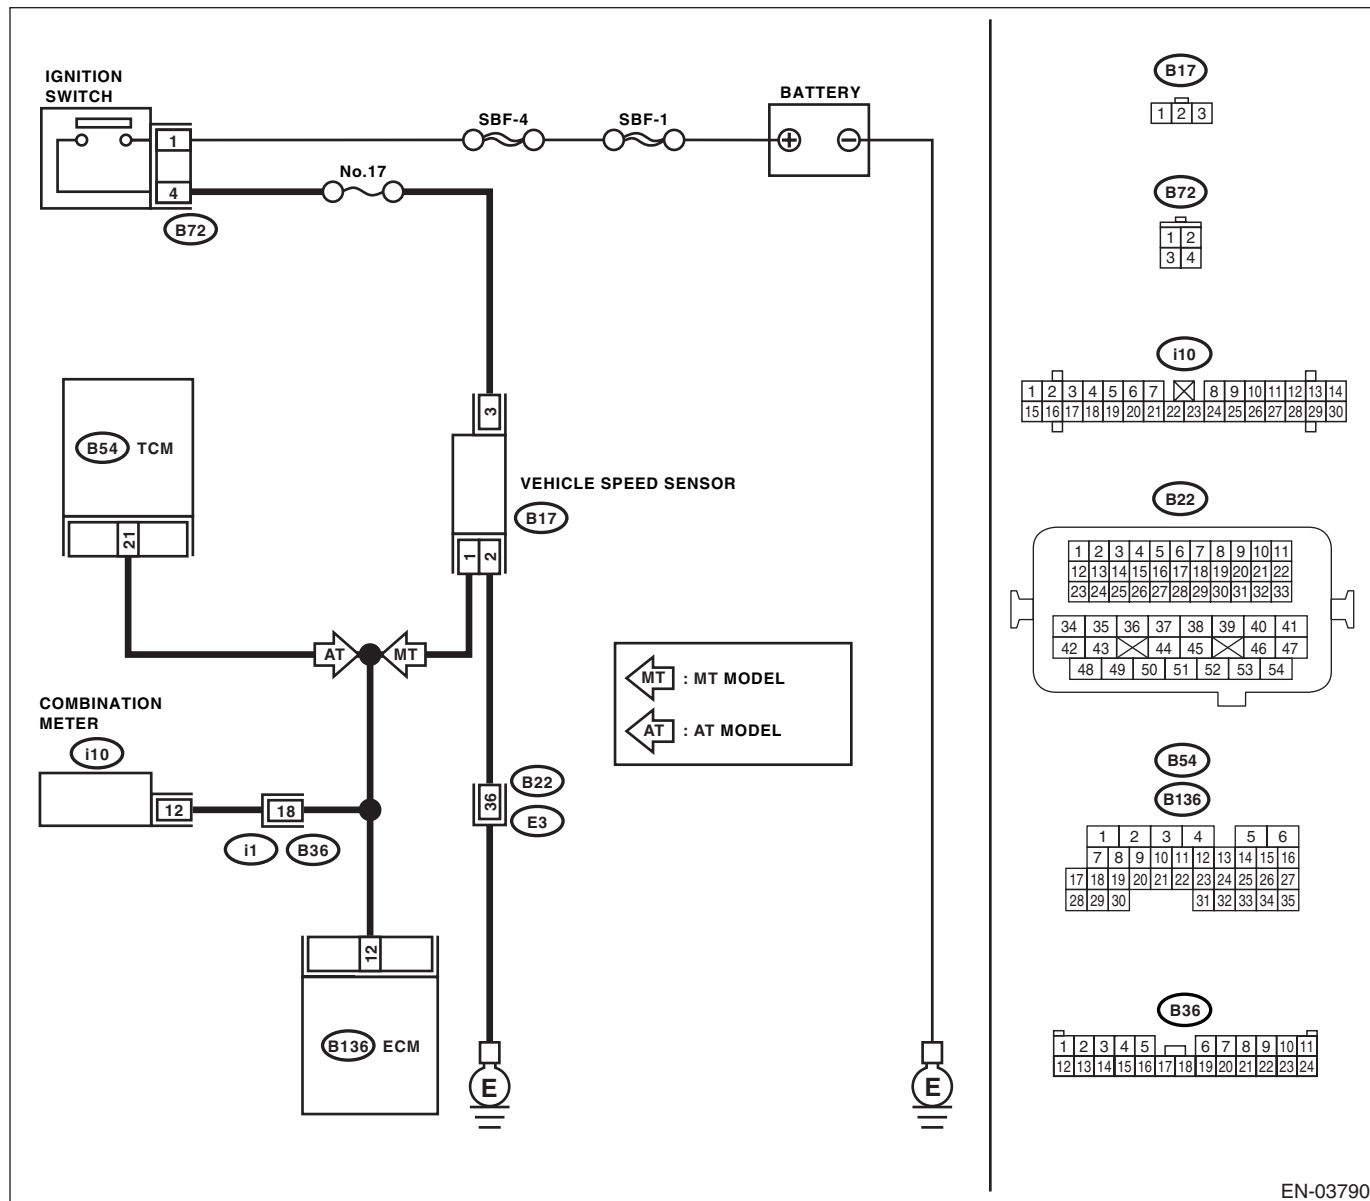 IGNITION
SWITCH
1
4
B72
No.17
SBF-4
SBF-1
BATTERY
+
−
B54 TCM
21
3
VEHICLE SPEED SENSOR
B17
1 2
AT
MT
MT : MT MODEL
AT : AT MODEL
COMBINATION
METER
i10
12
18
i1
B36
36
B22
E3
12
B136 ECM
E
E
B17
1 2 3
B72
1 2
3 4
i10
1 2 3 4 5 6 7 8 9 10 11 12 13 14
15 16 17 18 19 20 21 22 23 24 25 26 27 28 29 30
B22
1 2 3 4 5 6 7 8 9 10 11
12 13 14 15 16 17 18 19 20 21 22
23 24 25 26 27 28 29 30 31 32 33
34 35 36 37 38 39 40 41
42 43 44 45 46 47
48 49 50 51 52 53 54
B54
B136
1 2 3 4 5 6
7 8 9 10 11 12 13 14 15 16
17 18 19 20 21 22 23 24 25 26 27
28 29 30 31 32 33 34 35
B36
1 2 3 4 5 6 7 8 9 10 11
12 13 14 15 16 17 18 19 20 21 22 23 24
EN-03790